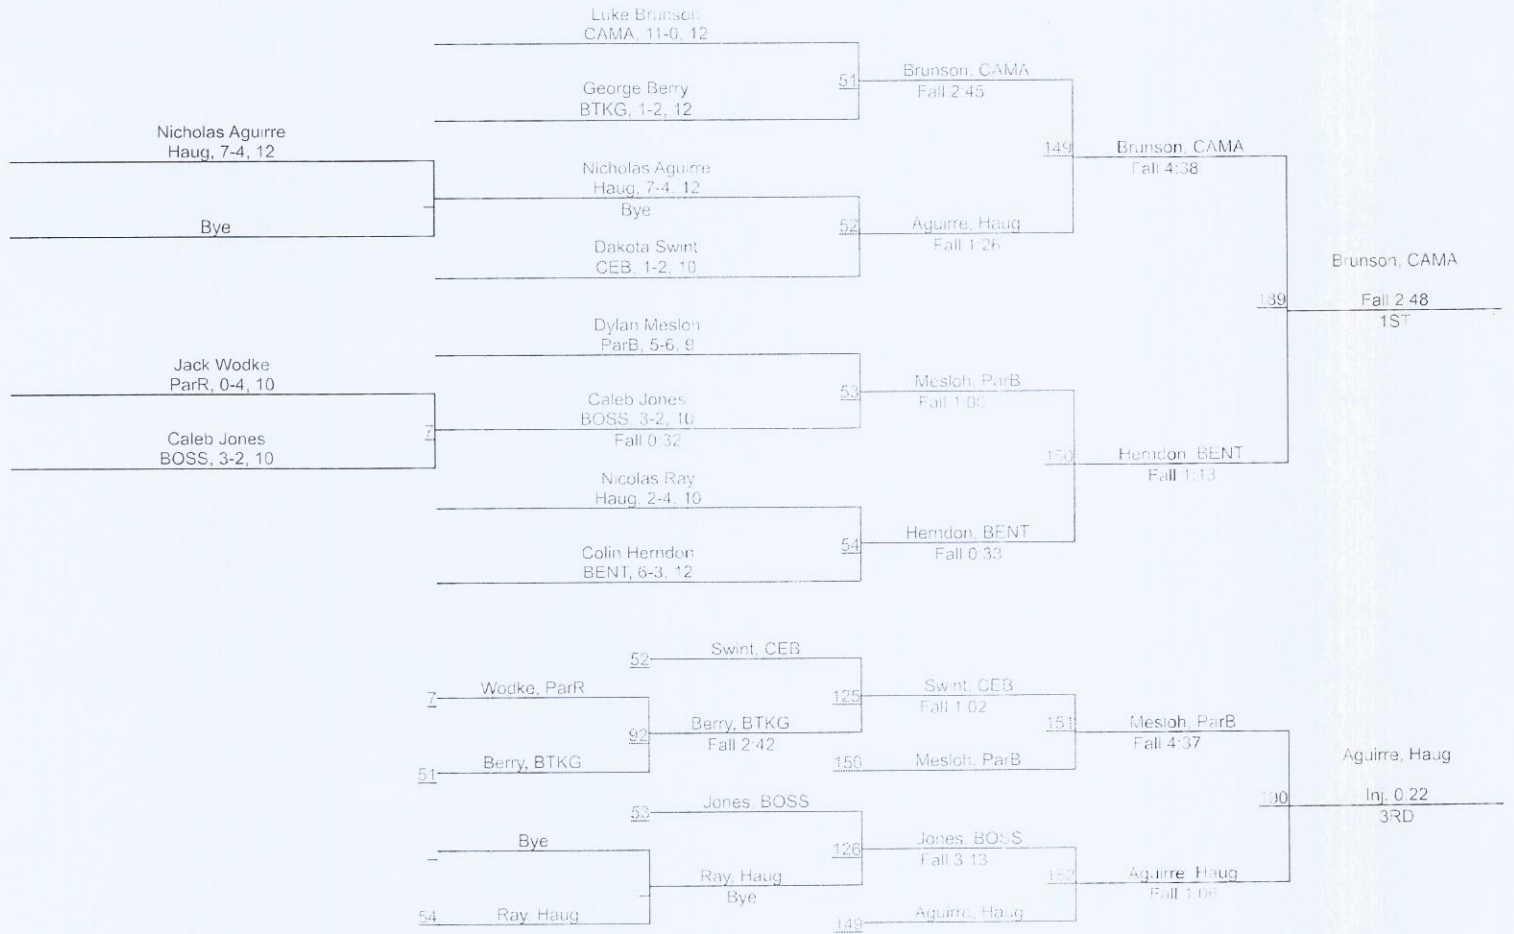 Luke Brunson
CAMA, 11-0, 12
51
Brunson, CAMA
Fall 2:45
George Berry
BTKG, 1-2, 12
Nicholas Aguirre
Haug, 7-4, 12
149
Brunson, CAMA
Fall 4:38
Nicholas Aguirre
Haug, 7-4, 12
Bye
Bye
52
Aguirre, Haug
Fall 1:26
Dakota Swint
CEB, 1-2, 10
Brunson, CAMA
189
Fall 2:48
1ST
Dylan Mesloh
ParB, 5-6, 9
Jack Wodke
ParR, 0-4, 10
53
Mesloh, ParB
Fall 1:00
Caleb Jones
BOSS, 3-2, 10
Fall 0:32
7
Caleb Jones
BOSS, 3-2, 10
150
Herndon, BENT
Fall 1:13
Nicolas Ray
Haug, 2-4, 10
54
Herndon, BENT
Fall 0:33
Colin Herndon
BENT, 6-3, 12
52
Swint, CEB
7
Wodke, ParR
125
Swint, CEB
Fall 1:02
92
Berry, BTKG
Fall 2:42
151
Mesloh, ParB
Fall 4:37
51
Berry, BTKG
150
Mesloh, ParB
Aguirre, Haug
190
Inj. 0:22
3RD
53
Jones, BOSS
Bye
126
Jones, BOSS
Fall 3:13
Ray, Haug
Bye
152
Aguirre, Haug
Fall 1:06
54
Ray, Haug
149
Aguirre, Haug